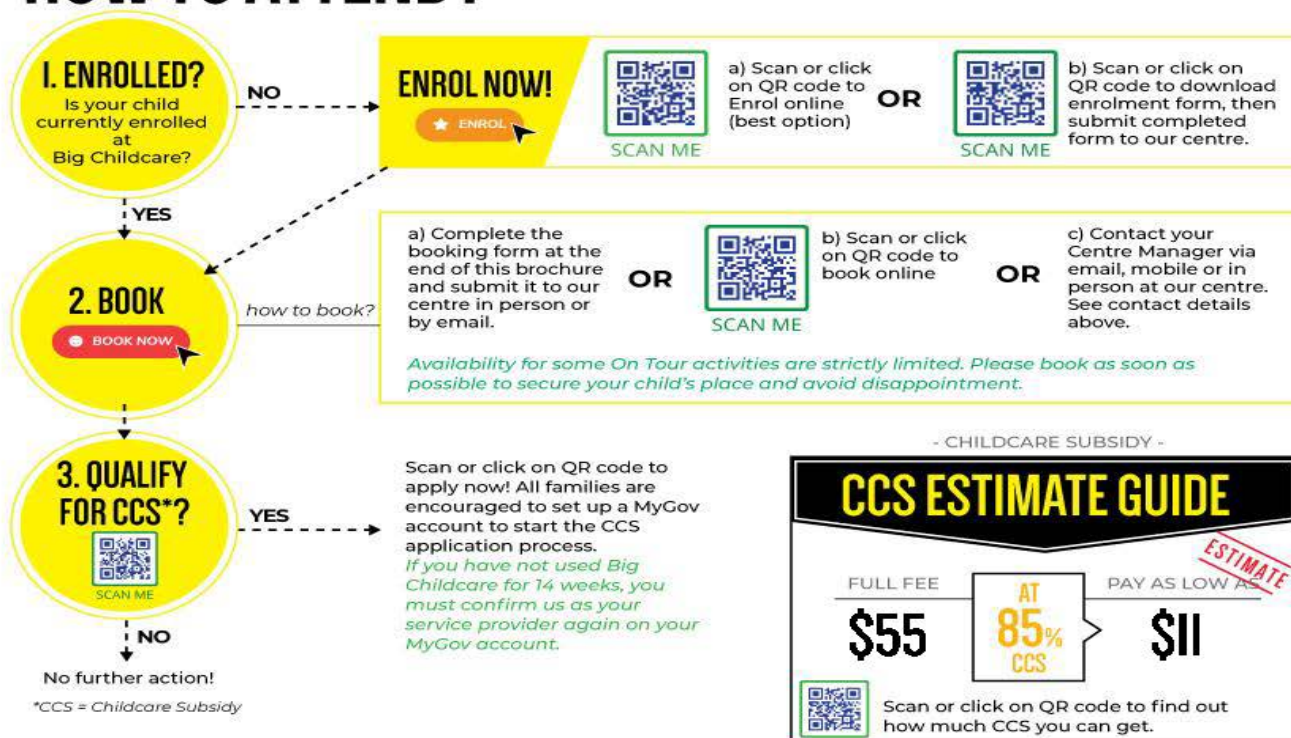 HOW TO ATTEND?
1. ENROLLED?
Is your child
currently enrolled
at
Big Childcare?
NO
ENROL NOW!
ENROL
SCAN ME
a) Scan or click
on QR code to
Enrol online
(best option)
OR
SCAN ME
b) Scan or click on
QR code to download
enrolment form, then
submit completed
form to our centre.
YES
2. BOOK
BOOK NOW
how to book?
a) Complete the
booking form at the
end of this brochure
and submit it to our
centre in person or
by email.
OR
SCAN ME
b) Scan or click
on QR code to
book online
OR
c) Contact your
Centre Manager via
email, mobile or in
person at our centre.
See contact details
above.
Availability for some On Tour activities are strictly limited. Please book as soon as
possible to secure your child's place and avoid disappointment.
3. QUALIFY
FOR CCS*?
SCAN ME
YES
Scan or click on QR code to
apply now! All families are
encouraged to set up a MyGov
account to start the CCS
application process.
If you have not used Big
Childcare for 14 weeks, you
must confirm us as your
service provider again on your
MyGov account.
NO
No further action!
*CCS = Childcare Subsidy
- CHILDCARE SUBSIDY -
CCS ESTIMATE GUIDE
ESTIMATE
FULL FEE
$55
AT
85%
CCS
PAY AS LOW AS
$11
Scan or click on QR code to find out
how much CCS you can get.